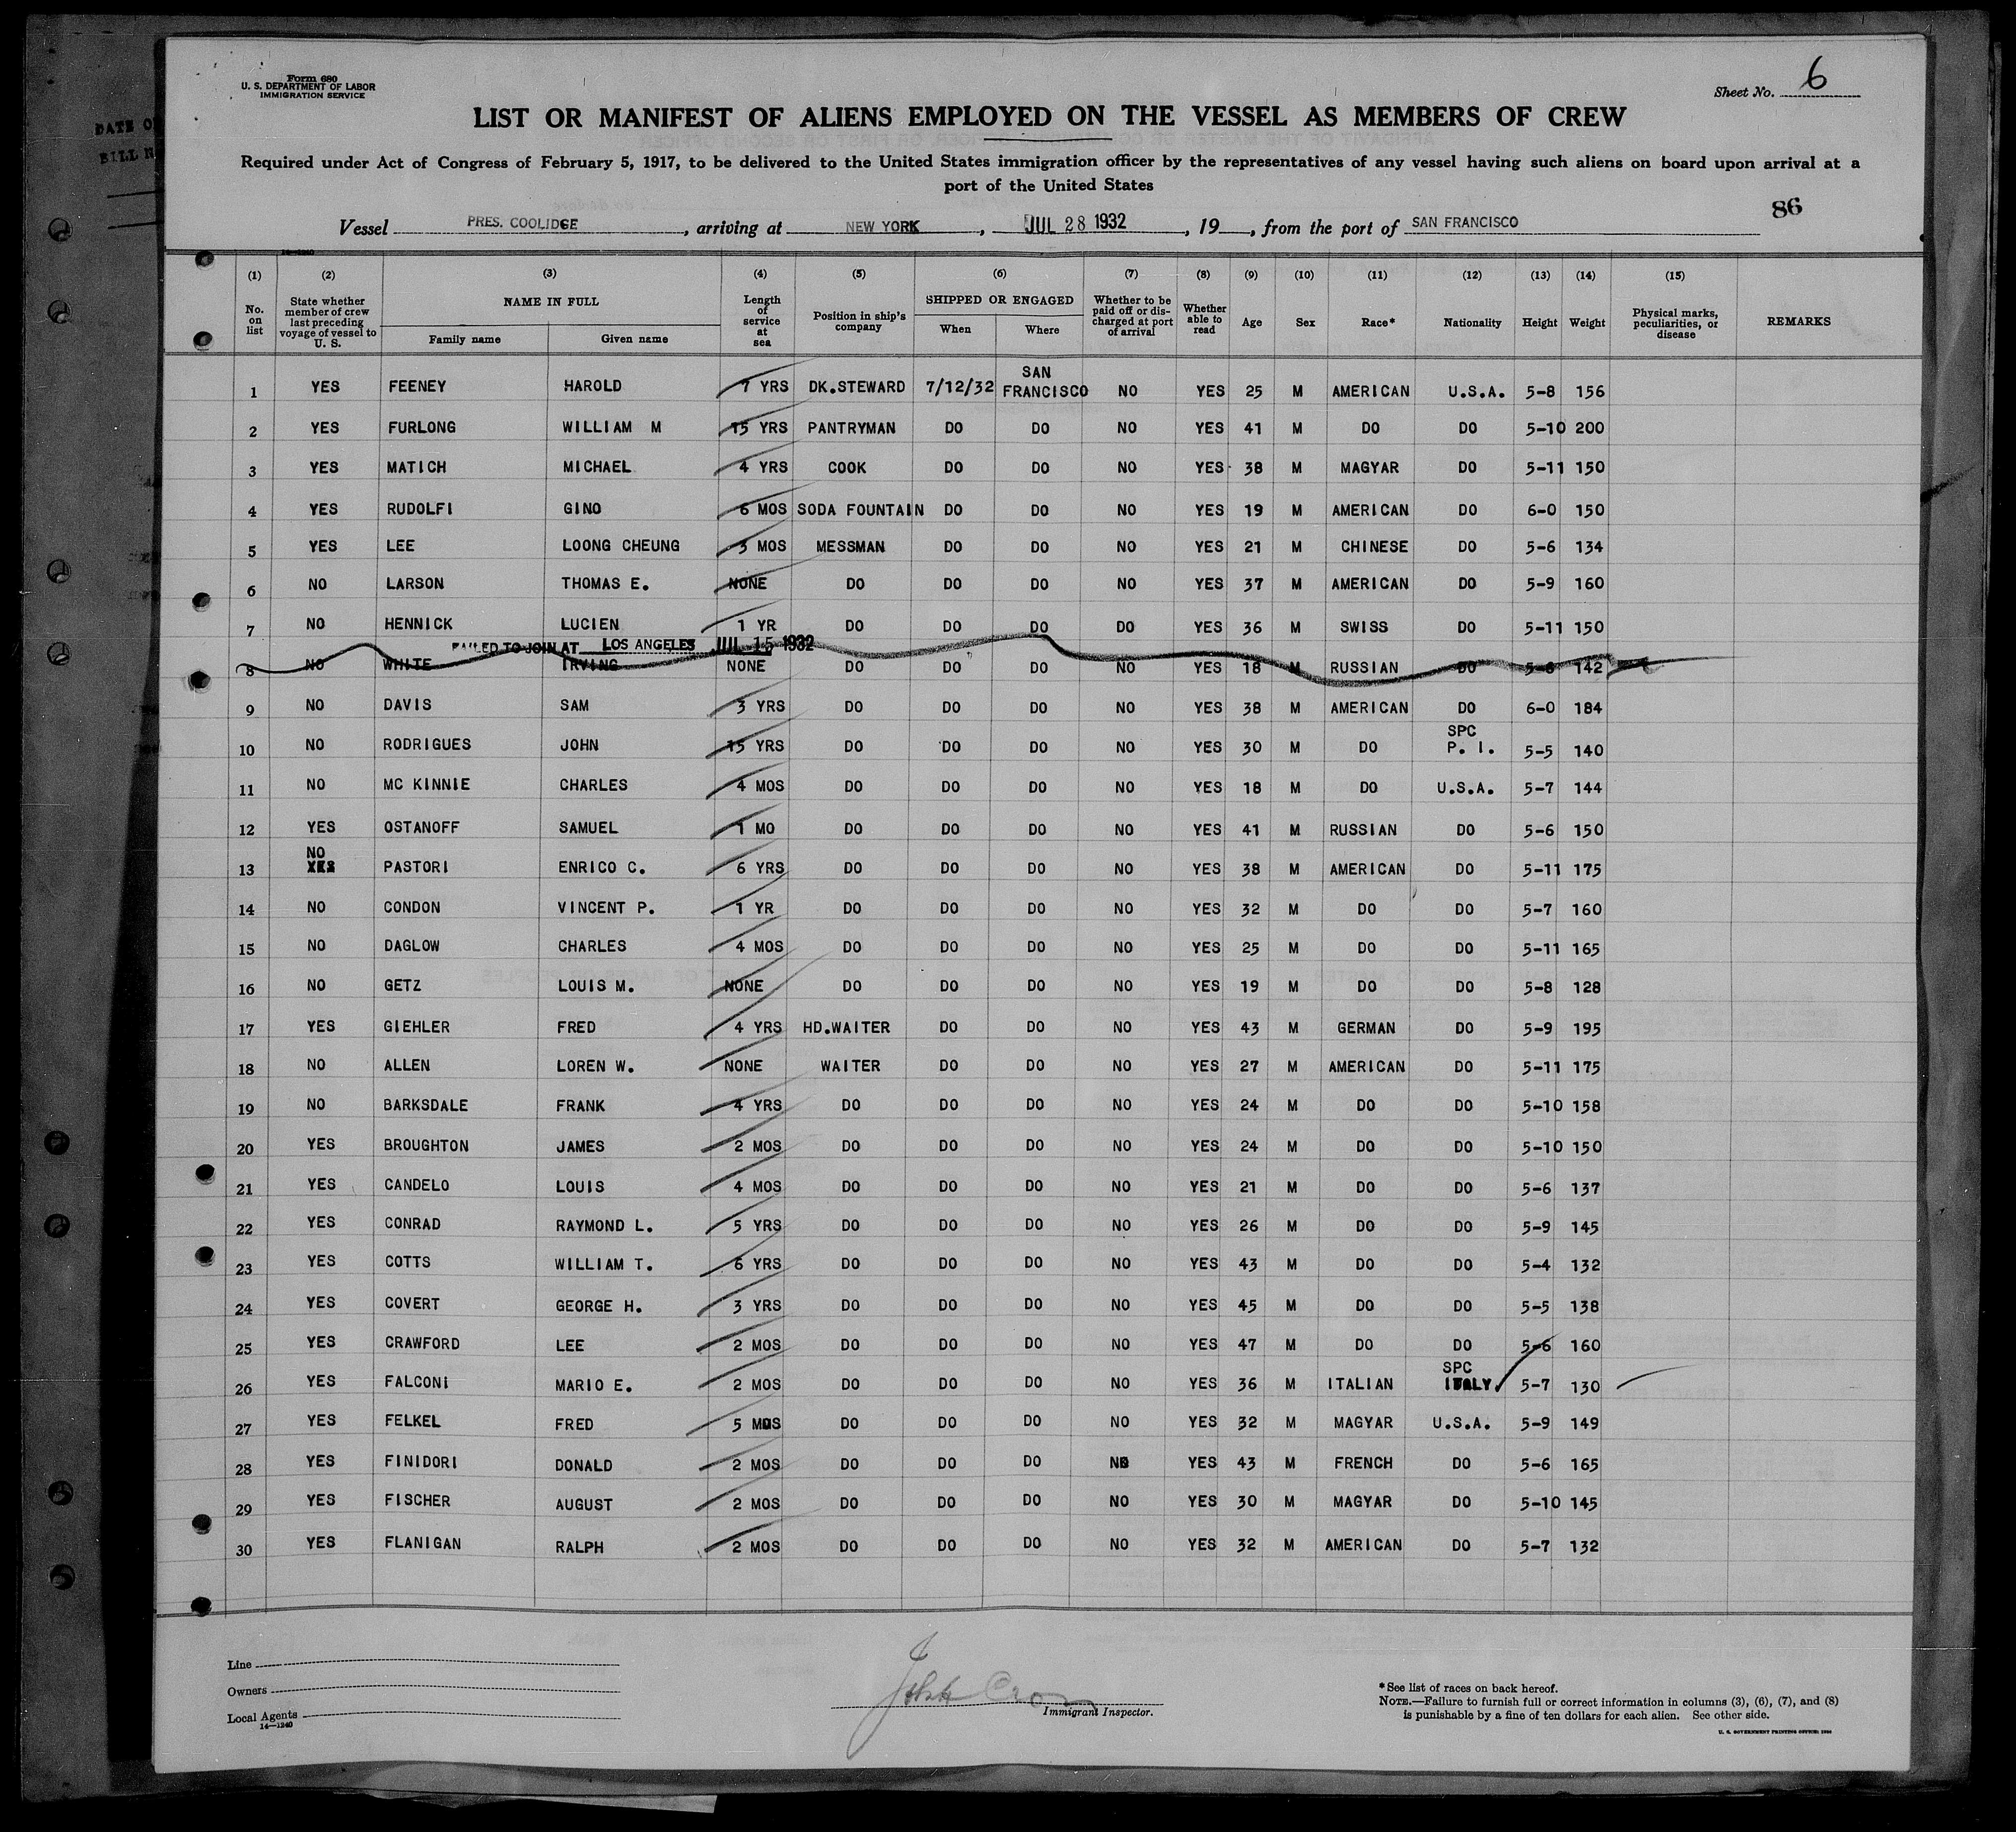 Form 680
U. S. DEPARTMENT OF LABOR
IMMIGRATION SERVICE
Sheet No. 6
LIST OR MANIFEST OF ALIENS EMPLOYED ON THE VESSEL AS MEMBERS OF CREW
Required under Act of Congress of February 5, 1917, to be delivered to the United States immigration officer by the representatives of any vessel having such aliens on board upon arrival at a
port of the United States
86
Vessel PRES. COOLIDGE, arriving at NEW YORK, JUL 28 1932, 19__, from the port of SAN FRANCISCO
(1) (2) (3) (4) (5) (6) (7) (8) (9) (10) (11) (12) (13) (14) (15)
No. on list State whether member of crew last preceding voyage of vessel to U. S. NAME IN FULL Family name Given name Length of service at sea Position in ship's company SHIPPED OR ENGAGED When Where Whether to be paid off or discharged at port of arrival Whether able to read Age Sex Race* Nationality Height Weight Physical marks, peculiarities, or disease REMARKS
1 YES FEENEY HAROLD 7 YRS DK.STEWARD 7/12/32 SAN FRANCISCO NO YES 25 M AMERICAN U.S.A. 5-8 156
2 YES FURLONG WILLIAM M 15 YRS PANTRYMAN DO DO NO YES 41 M DO DO 5-10 200
3 YES MATICH MICHAEL 4 YRS COOK DO DO NO YES 38 M MAGYAR DO 5-11 150
4 YES RUDOLFI GINO 6 MOS SODA FOUNTAIN DO DO NO YES 19 M AMERICAN DO 6-0 150
5 YES LEE LOONG CHEUNG 3 MOS MESSMAN DO DO NO YES 21 M CHINESE DO 5-6 134
6 NO LARSON THOMAS E. NONE DO DO DO NO YES 37 M AMERICAN DO 5-9 160
7 NO HENNICK LUCIEN 1 YR DO DO DO DO YES 36 M SWISS DO 5-11 150
FAILED TO JOIN AT LOS ANGELES JUL 15 1932
8 NO WHITE IRVING NONE DO DO DO NO YES 18 M RUSSIAN DO 5-8 142
9 NO DAVIS SAM 3 YRS DO DO DO NO YES 38 M AMERICAN DO 6-0 184
10 NO RODRIGUES JOHN 15 YRS DO DO DO NO YES 30 M DO SPC P. I. 5-5 140
11 NO MC KINNIE CHARLES 4 MOS DO DO DO NO YES 18 M DO U.S.A. 5-7 144
12 YES OSTANOFF SAMUEL 1 MO DO DO DO NO YES 41 M RUSSIAN DO 5-6 150
13 NO PASTORI ENRICO C. 6 YRS DO DO DO NO YES 38 M AMERICAN DO 5-11 175
14 NO CONDON VINCENT P. 1 YR DO DO DO NO YES 32 M DO DO 5-7 160
15 NO DAGLOW CHARLES 4 MOS DO DO DO NO YES 25 M DO DO 5-11 165
16 NO GETZ LOUIS M. NONE DO DO DO NO YES 19 M DO DO 5-8 128
17 YES GIEHLER FRED 4 YRS HD.WAITER DO DO NO YES 43 M GERMAN DO 5-9 195
18 NO ALLEN LOREN W. NONE WAITER DO DO NO YES 27 M AMERICAN DO 5-11 175
19 NO BARKSDALE FRANK 4 YRS DO DO DO NO YES 24 M DO DO 5-10 158
20 YES BROUGHTON JAMES 2 MOS DO DO DO NO YES 24 M DO DO 5-10 150
21 YES CANDELO LOUIS 4 MOS DO DO DO NO YES 21 M DO DO 5-6 137
22 YES CONRAD RAYMOND L. 5 YRS DO DO DO NO YES 26 M DO DO 5-9 145
23 YES COTTS WILLIAM T. 6 YRS DO DO DO NO YES 43 M DO DO 5-4 132
24 YES COVERT GEORGE H. 3 YRS DO DO DO NO YES 45 M DO DO 5-5 138
25 YES CRAWFORD LEE 2 MOS DO DO DO NO YES 47 M DO DO 5-6 160
26 YES FALCONI MARIO E. 2 MOS DO DO DO NO YES 36 M ITALIAN SPC ITALY 5-7 130
27 YES FELKEL FRED 5 MOS DO DO DO NO YES 32 M MAGYAR U.S.A. 5-9 149
28 YES FINIDORI DONALD 2 MOS DO DO DO NO YES 43 M FRENCH DO 5-6 165
29 YES FISCHER AUGUST 2 MOS DO DO DO NO YES 30 M MAGYAR DO 5-10 145
30 YES FLANIGAN RALPH 2 MOS DO DO DO NO YES 32 M AMERICAN DO 5-7 132
Line
Owners
Local Agents
14—1240
John
Immigrant Inspector.
* See list of races on back hereof.
NOTE.—Failure to furnish full or correct information in columns (3), (6), (7), and (8)
is punishable by a fine of ten dollars for each alien. See other side.
U. S. GOVERNMENT PRINTING OFFICE:
DATE O
BILL N